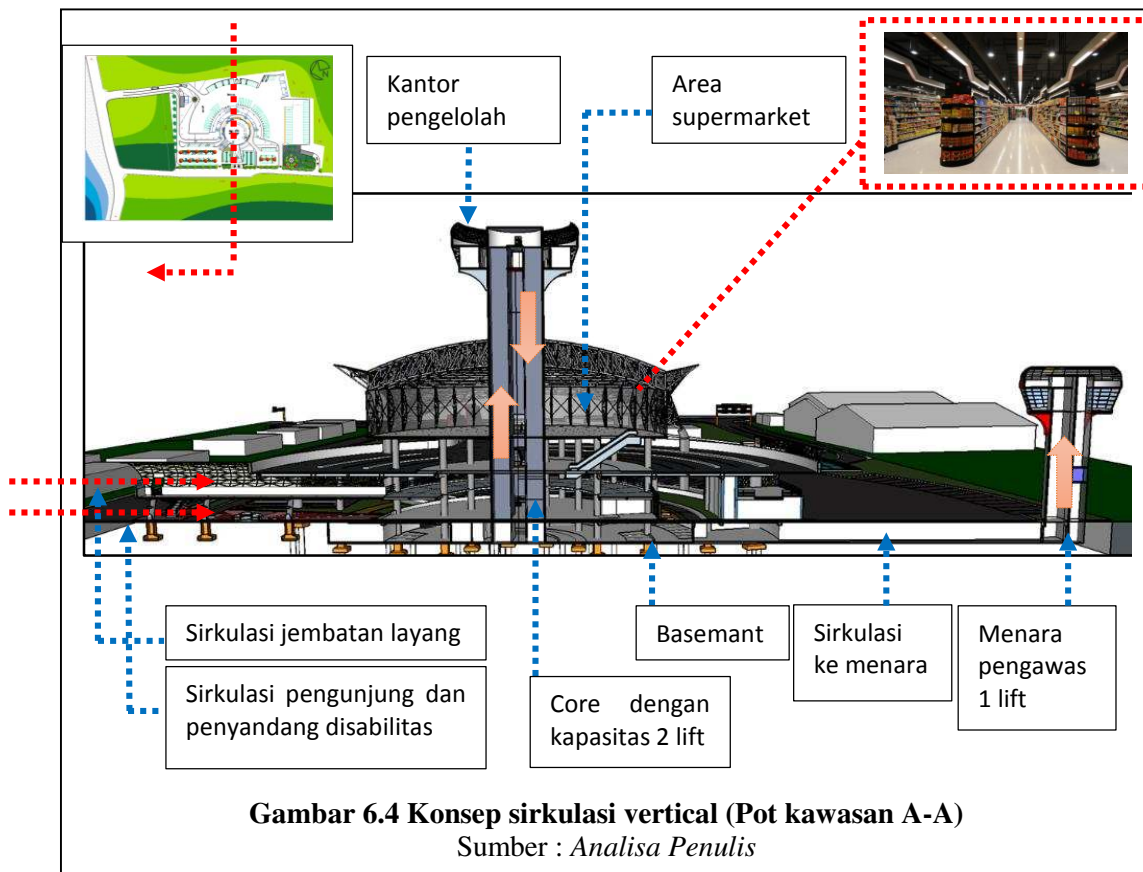 Kantor
pengelolah
Area
supermarket
Sirkulasi jembatan layang
Sirkulasi pengunjung dan
penyandang disabilitas
Core dengan
kapasitas 2 lift
Basemant
Sirkulasi
ke menara
Menara
pengawas
1 lift
Gambar 6.4 Konsep sirkulasi vertical (Pot kawasan A-A)
Sumber : Analisa Penulis